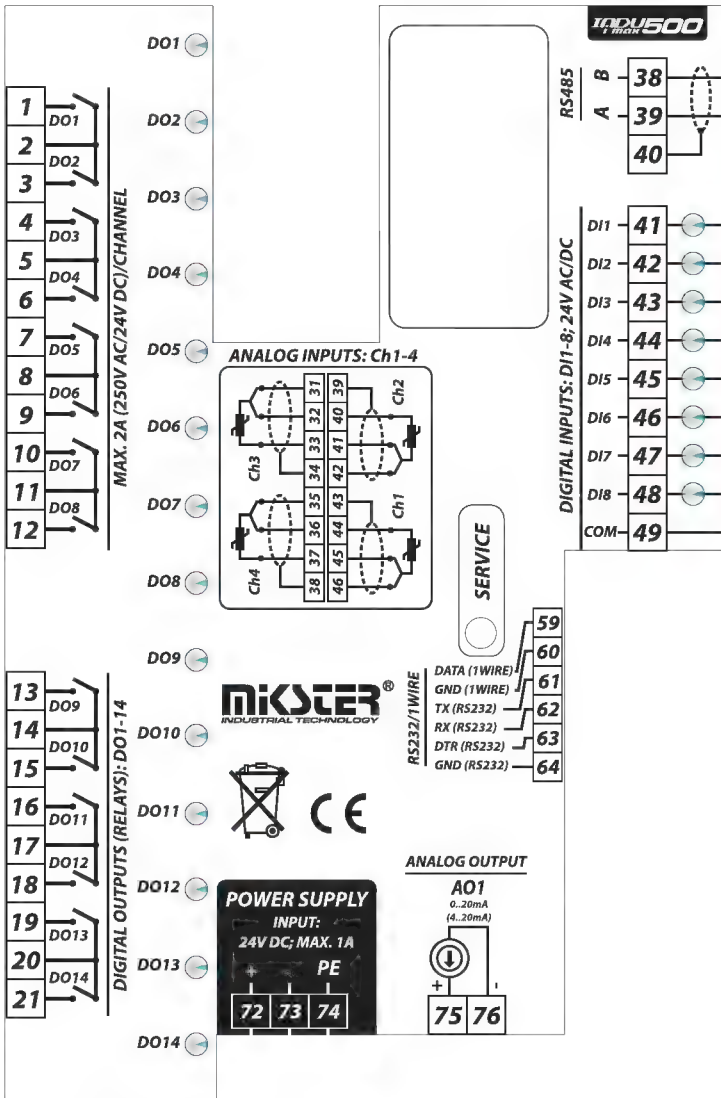 INDU
i max 500
RS485
B
A
38
39
40
DO1
DO2
DO3
DO4
DO5
DO6
DO7
DO8
DO9
DO10
DO11
DO12
DO13
DO14
1
2
3
4
5
6
7
8
9
10
11
12
DO1
DO2
DO3
DO4
DO5
DO6
DO7
DO8
MAX. 2A (250V AC/24V DC)/CHANNEL
13
14
15
16
17
18
19
20
21
DO9
DO10
DO11
DO12
DO13
DO14
DIGITAL OUTPUTS (RELAYS): DO1-14
ANALOG INPUTS: Ch1-4
31 39
32 40
33 41
34 42
35 43
36 44
37 45
38 46
Ch3
Ch2
Ch4
Ch1
DIGITAL INPUTS: DI1-8; 24V AC/DC
DI1 41
DI2 42
DI3 43
DI4 44
DI5 45
DI6 46
DI7 47
DI8 48
COM 49
SERVICE
RS232/1WIRE
DATA (1WIRE)
GND (1WIRE)
TX (RS232)
RX (RS232)
DTR (RS232)
GND (RS232)
59
60
61
62
63
64
MIKSTER®
INDUSTRIAL TECHNOLOGY
CE
POWER SUPPLY
INPUT:
24V DC; MAX. 1A
+ - PE
72 73 74
ANALOG OUTPUT
AO1
0..20mA
(4..20mA)
+ -
75 76